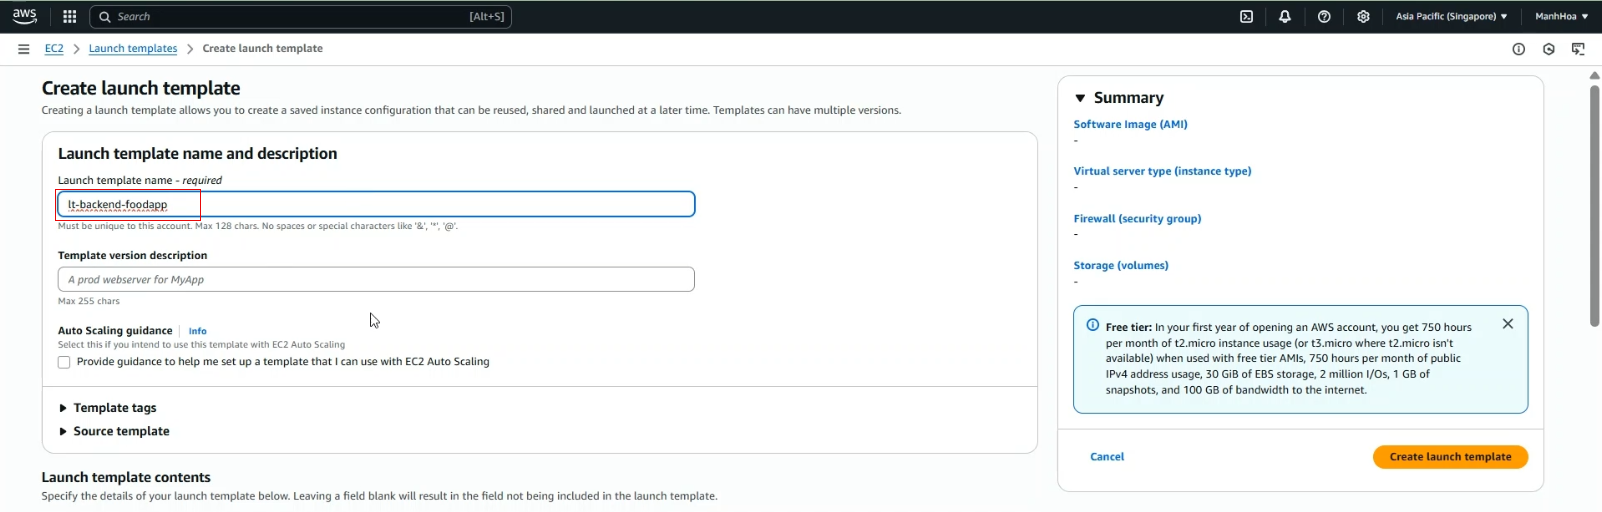 aws
Search
[Alt+S]
Asia Pacific (Singapore)
ManhHoa
EC2
Launch templates
Create launch template
Create launch template
Creating a launch template allows you to create a saved instance configuration that can be reused, shared and launched at a later time. Templates can have multiple versions.
Launch template name and description
Launch template name - required
lt-backend-foodapp
Must be unique to this account. Max 128 chars. No spaces or special characters like '&', '*', '@'.
Template version description
A prod webserver for MyApp
Max 255 chars
Auto Scaling guidance
Info
Select this if you intend to use this template with EC2 Auto Scaling
Provide guidance to help me set up a template that I can use with EC2 Auto Scaling
Template tags
Source template
Launch template contents
Specify the details of your launch template below. Leaving a field blank will result in the field not being included in the launch template.
Summary
Software Image (AMI)
-
Virtual server type (instance type)
-
Firewall (security group)
-
Storage (volumes)
-
Free tier: In your first year of opening an AWS account, you get 750 hours
per month of t2.micro instance usage (or t3.micro where t2.micro isn't
available) when used with free tier AMIs, 750 hours per month of public
IPv4 address usage, 30 GiB of EBS storage, 2 million I/Os, 1 GB of
snapshots, and 100 GB of bandwidth to the internet.
Cancel
Create launch template